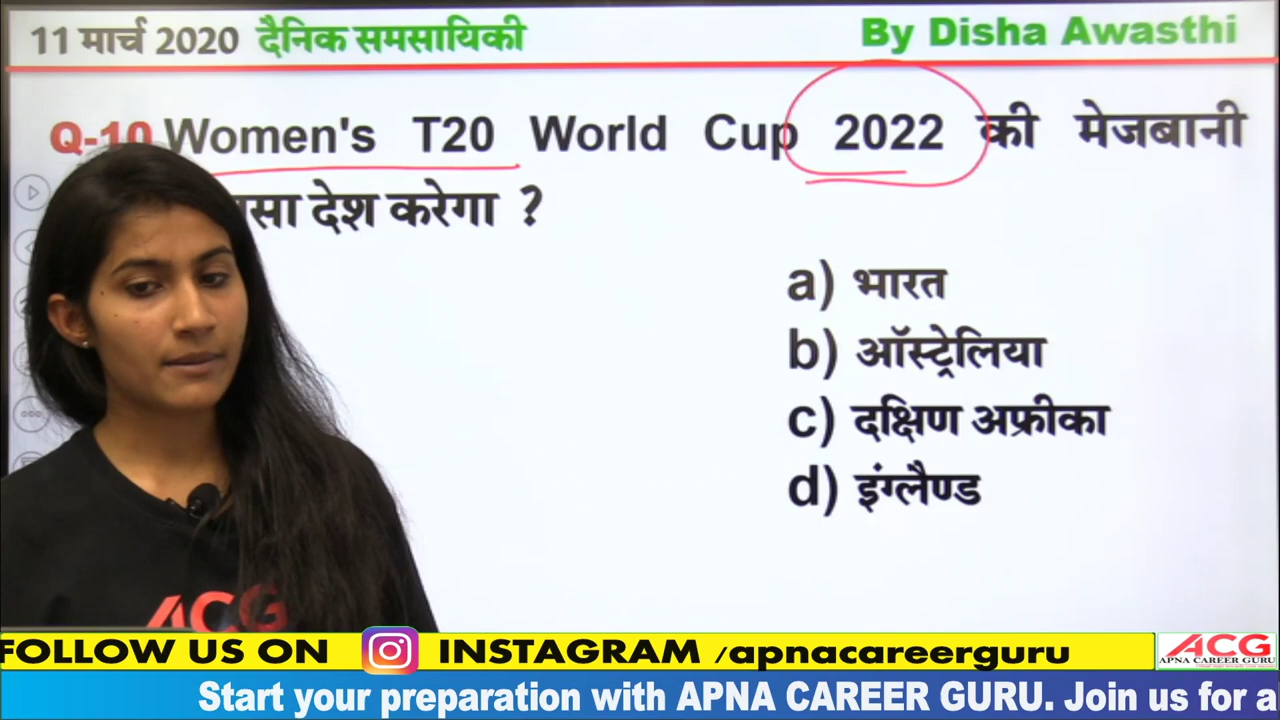 11 मार्च 2020 दैनिक समसायिकी
By Disha Awasthi
Q-10 Women's T20 World Cup 2022 की मेजबानी
सा देश करेगा ?
a) भारत
b) ऑस्ट्रेलिया
c) दक्षिण अफ्रीका
d) इंग्लैण्ड
ACG
FOLLOW US ON INSTAGRAM /apnacareerguru
ACG
APNA CAREER GURU
Start your preparation with APNA CAREER GURU. Join us for a